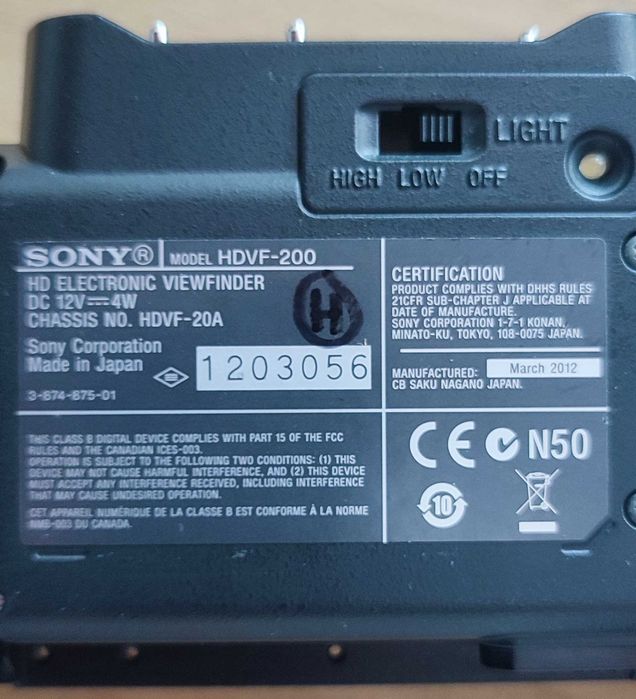 LIGHT
HIGH LOW OFF
SONY® MODEL HDVF-200
HD ELECTRONIC VIEWFINDER
DC 12V⎓4W
CHASSIS NO. HDVF-20A
H
Sony Corporation
Made in Japan
1203056
3-874-875-01
CERTIFICATION
PRODUCT COMPLIES WITH DHHS RULES
21CFR SUB-CHAPTER J APPLICABLE AT
DATE OF MANUFACTURE.
SONY CORPORATION 1-7-1 KONAN,
MINATO-KU, TOKYO, 108-0075 JAPAN.
MANUFACTURED: March 2012
CB SAKU NAGANO JAPAN.
THIS CLASS B DIGITAL DEVICE COMPLIES WITH PART 15 OF THE FCC
RULES AND THE CANADIAN ICES-003.
OPERATION IS SUBJECT TO THE FOLLOWING TWO CONDITIONS: (1) THIS
DEVICE MAY NOT CAUSE HARMFUL INTERFERENCE, AND (2) THIS DEVICE
MUST ACCEPT ANY INTERFERENCE RECEIVED, INCLUDING INTERFERENCE
THAT MAY CAUSE UNDESIRED OPERATION.
CET APPAREIL NUMÉRIQUE DE LA CLASSE B EST CONFORME À LA NORME
NMB-003 DU CANADA.
CE N50
10